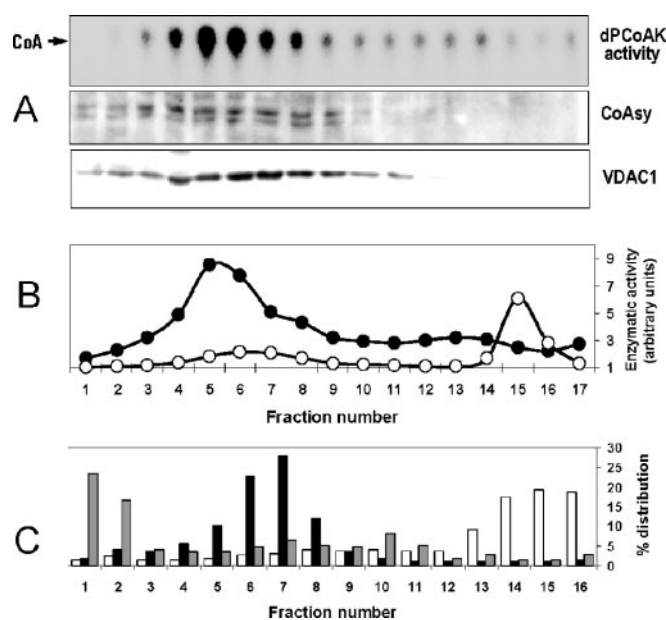 A
CoA
dPCoAK
activity
CoAsy
VDAC1
B
9
7
5
3
1
Enzymatic activity
(arbitrary units)
1 2 3 4 5 6 7 8 9 10 11 12 13 14 15 16 17
Fraction number
C
30
25
20
15
10
5
0
% distribution
1 2 3 4 5 6 7 8 9 10 11 12 13 14 15 16
Fraction number